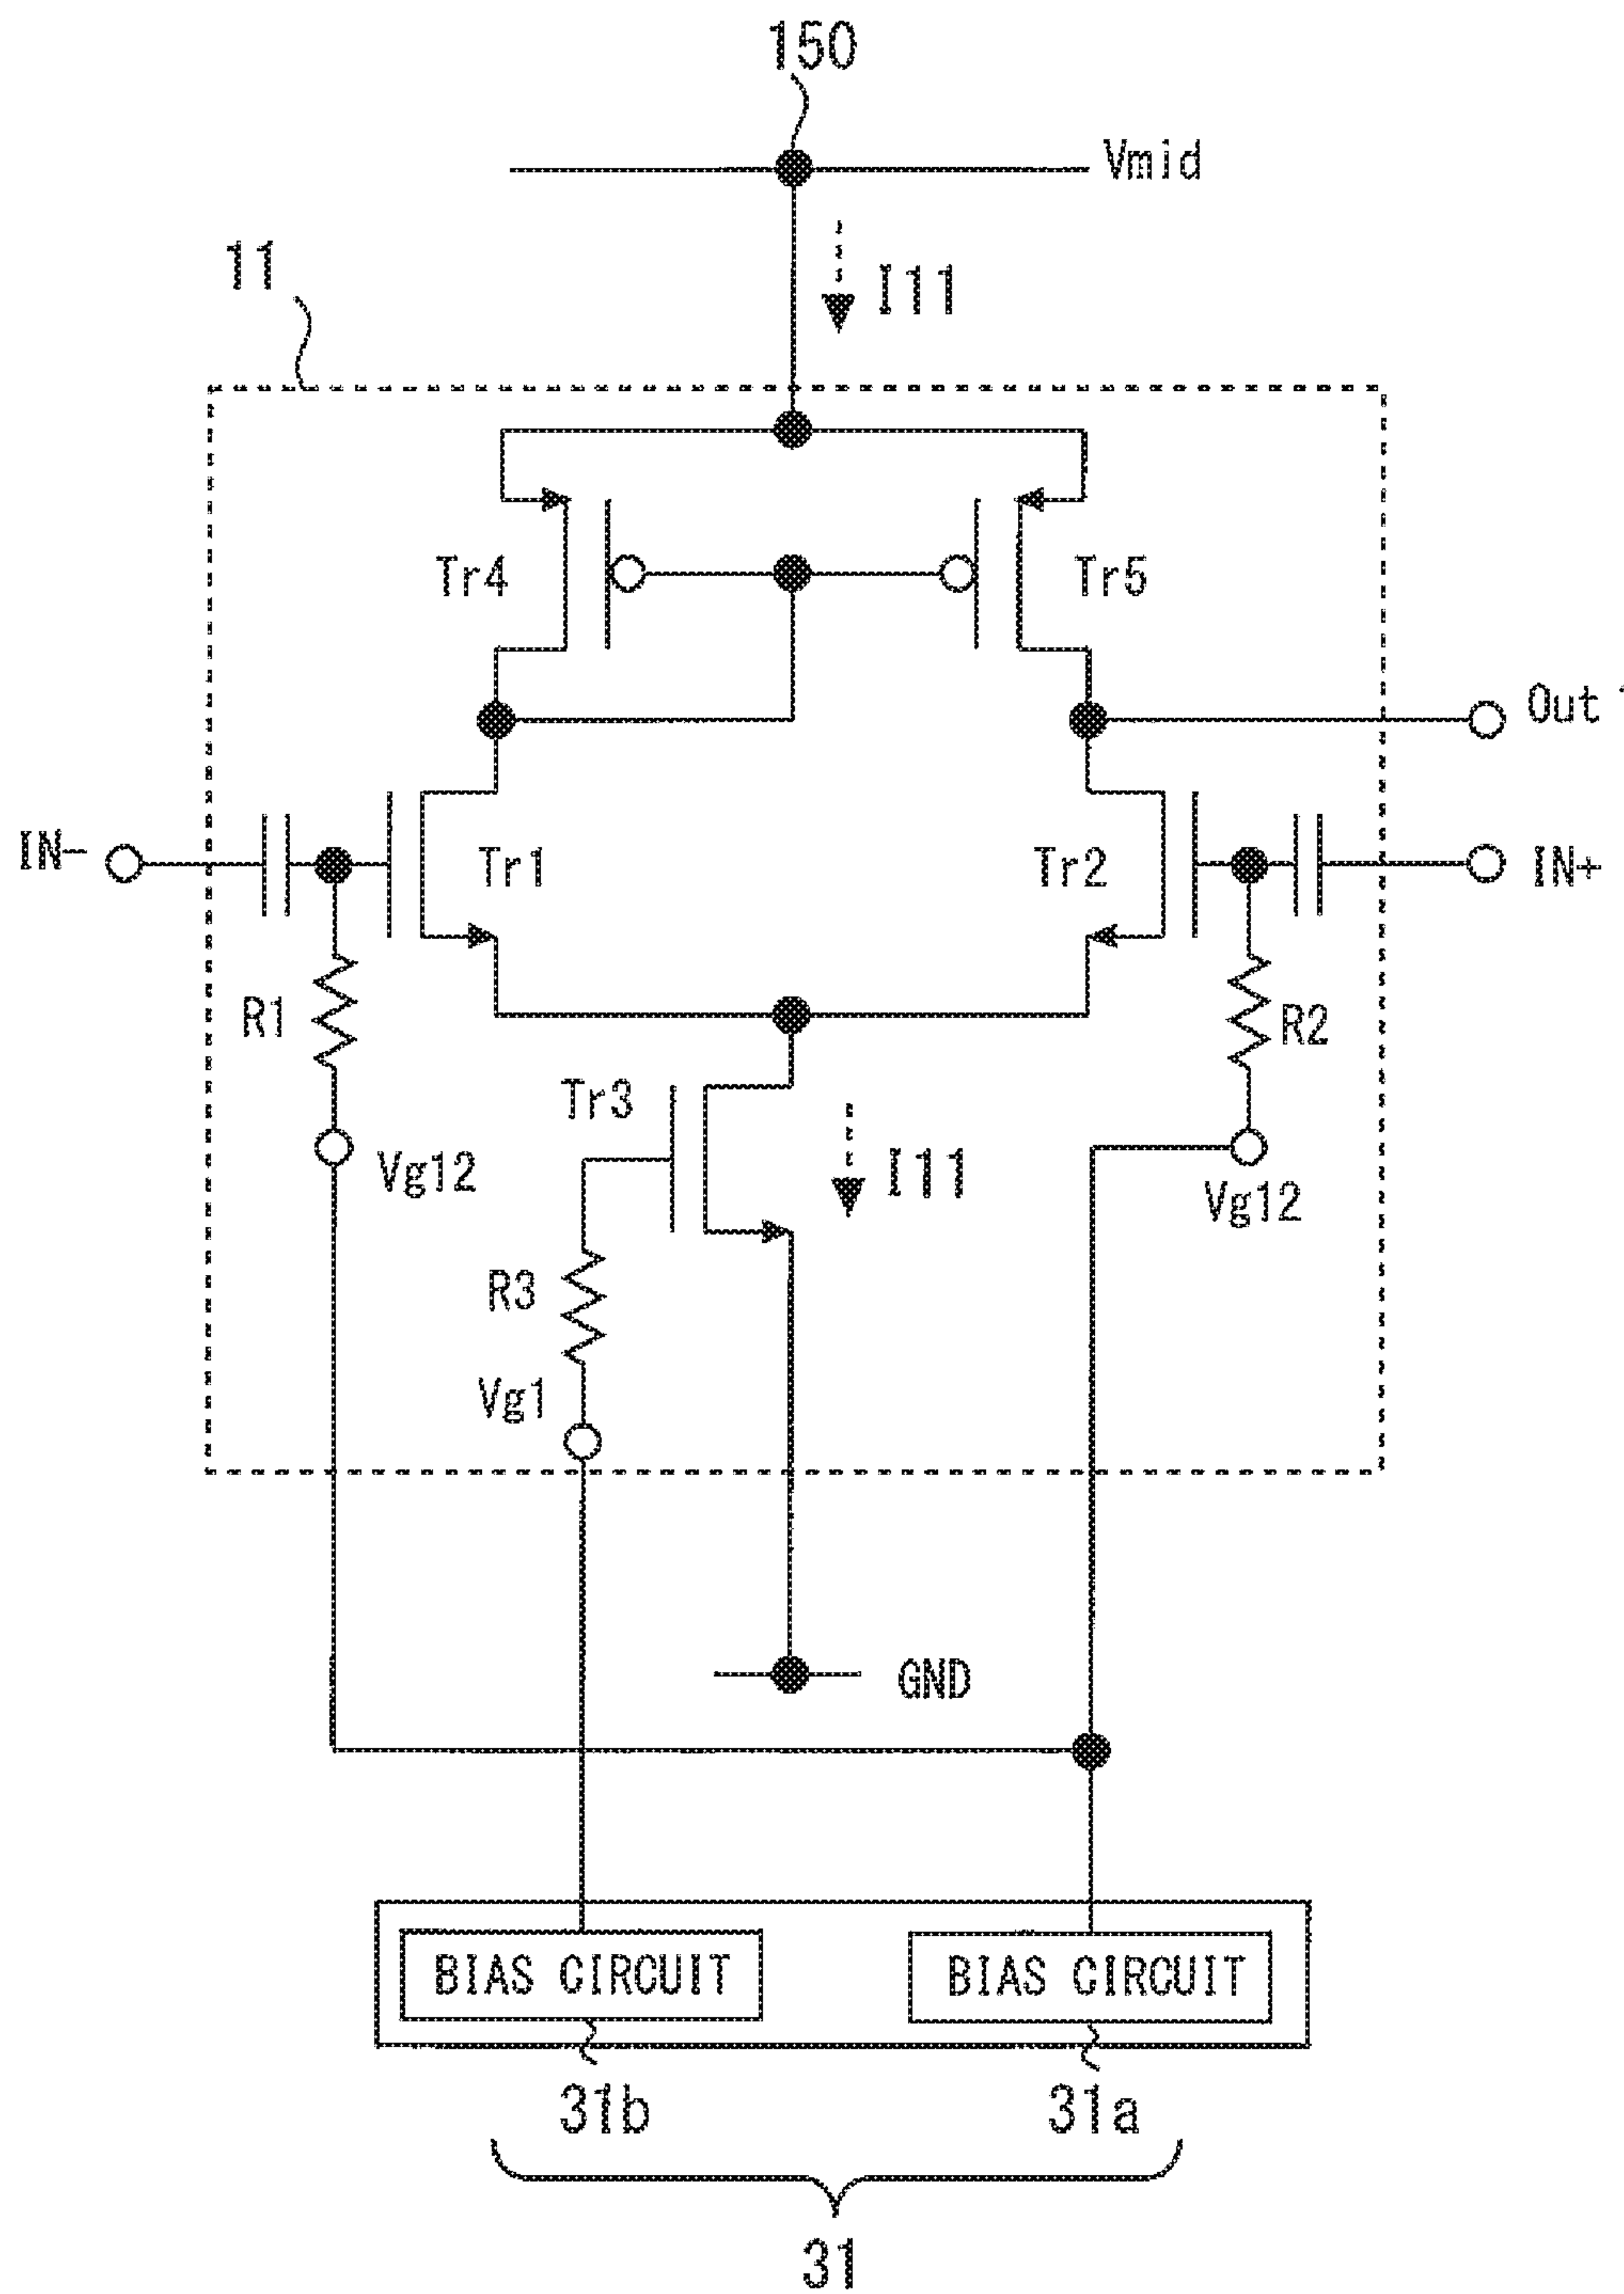 150
Vmid
11
I11
Tr4
Tr5
Out
IN-
Tr1
Tr2
IN+
R1
R2
Tr3
Vg12
I11
Vg12
R3
Vg1
GND
BIAS CIRCUIT
BIAS CIRCUIT
31b
31a
31